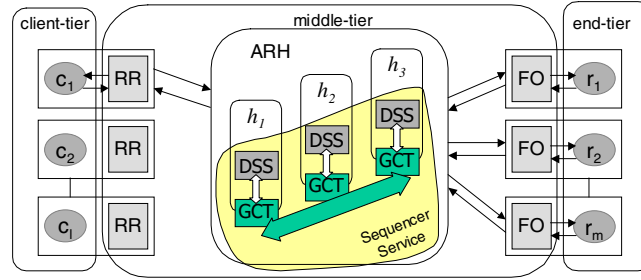 client-tier
middle-tier
end-tier
ARH
c1
RR
h1
h2
h3
FO
r1
DSS
DSS
DSS
GCT
GCT
GCT
c2
RR
FO
r2
Sequencer
Service
cl
RR
FO
rm